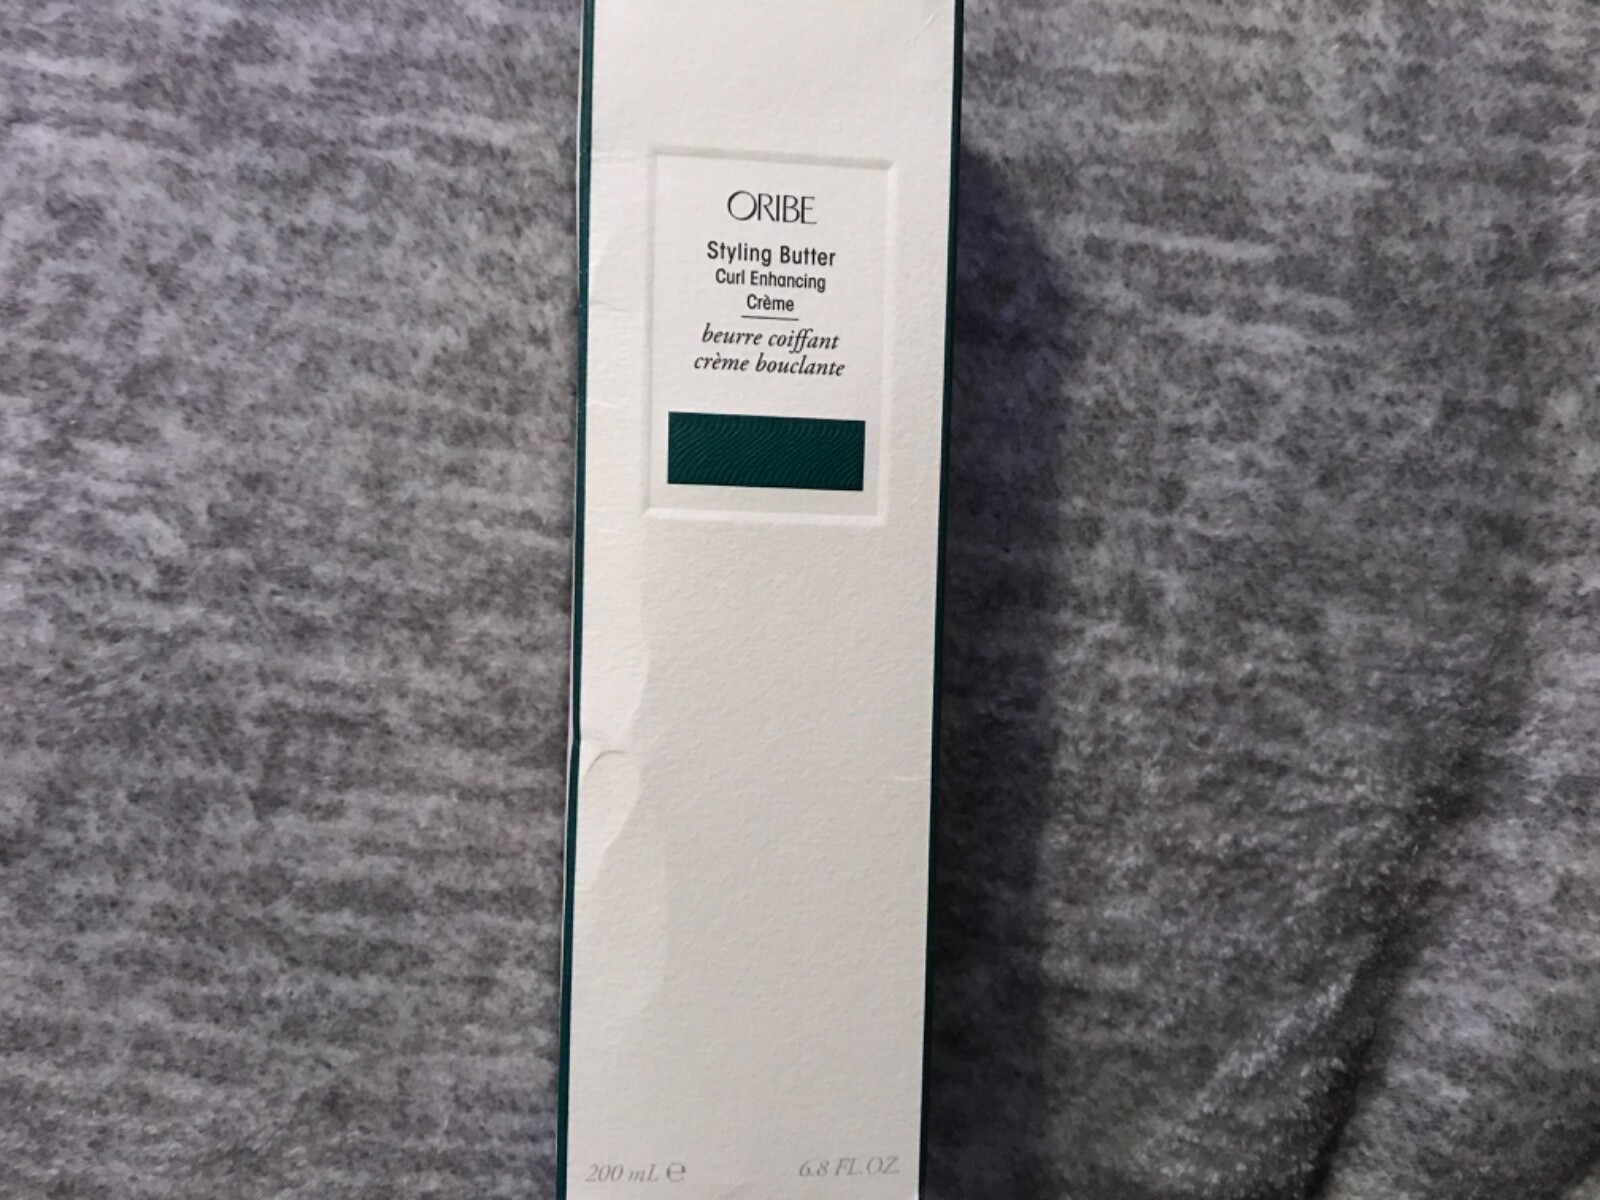 ORIBE
Styling Butter
Curl Enhancing
Crème
beurre coiffant
crème bouclante
200 mL ℮ 6.8 FL.OZ.